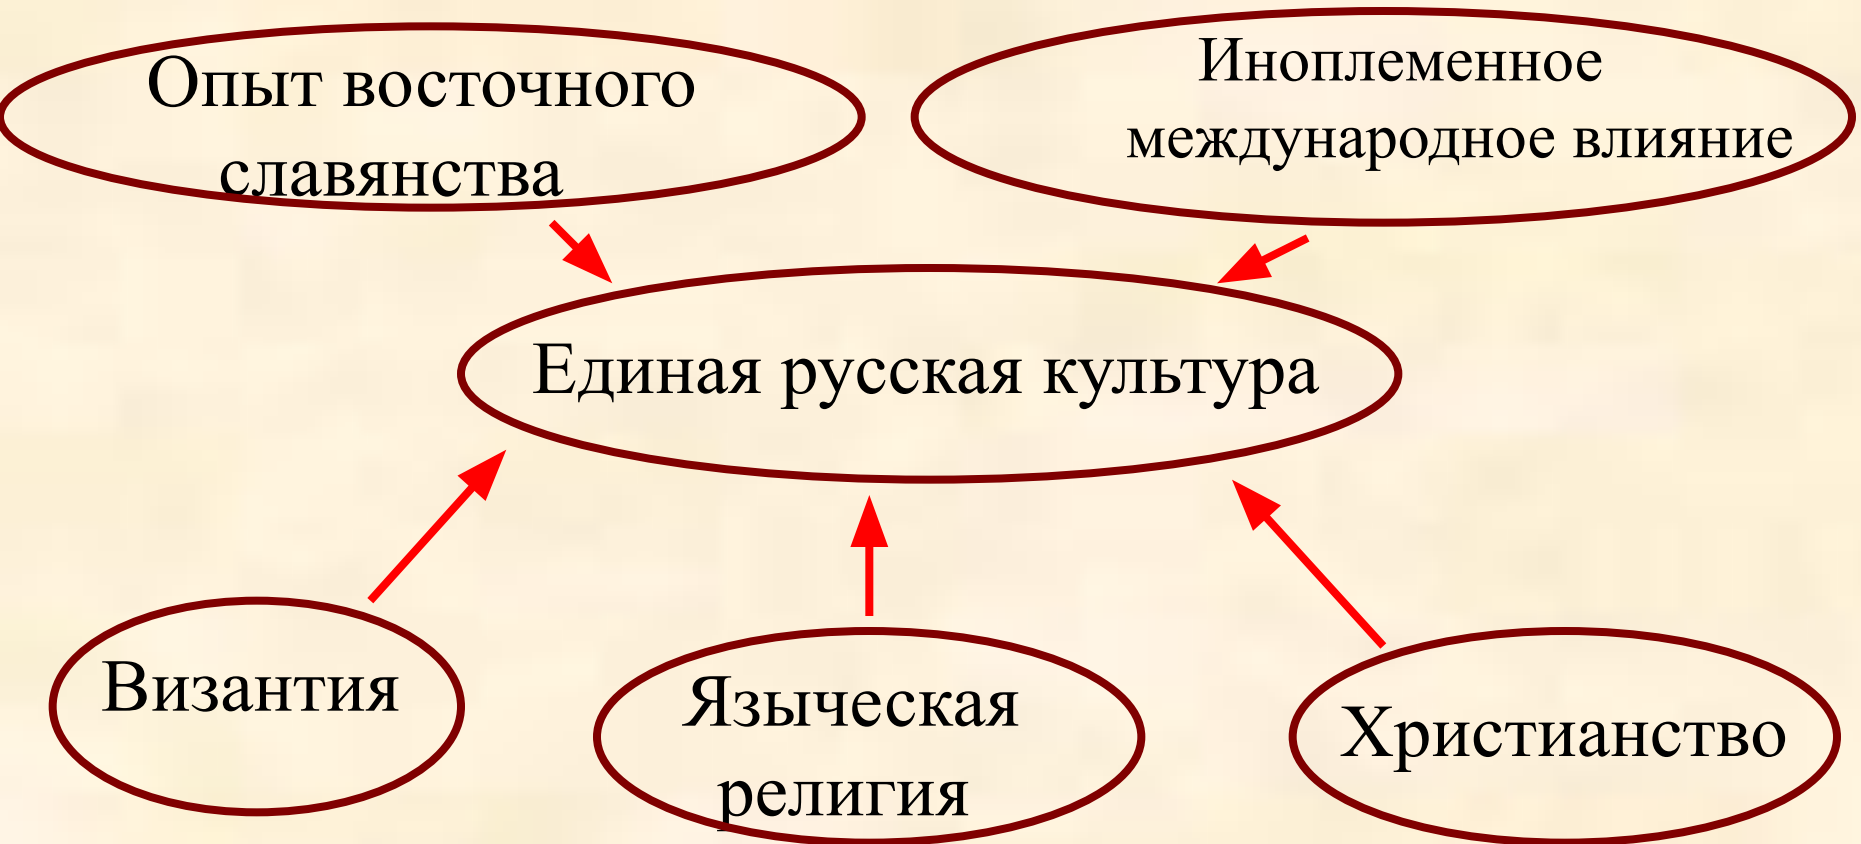 Опыт восточного
славянства
Иноплеменное
международное влияние
Единая русская культура
Византия
Языческая
религия
Христианство